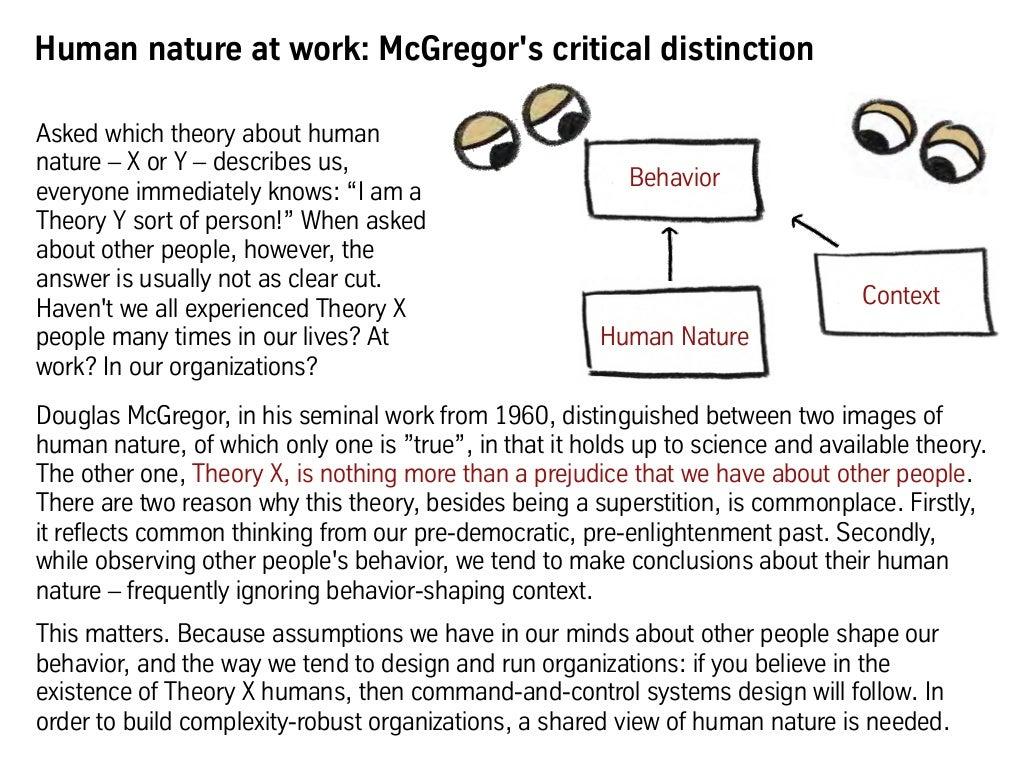 Human nature at work: McGregor's critical distinction
Asked which theory about human
nature – X or Y – describes us,
everyone immediately knows: “I am a
Theory Y sort of person!” When asked
about other people, however, the
answer is usually not as clear cut.
Haven't we all experienced Theory X
people many times in our lives? At
work? In our organizations?
Behavior
Context
Human Nature
Douglas McGregor, in his seminal work from 1960, distinguished between two images of
human nature, of which only one is ”true”, in that it holds up to science and available theory.
The other one, Theory X, is nothing more than a prejudice that we have about other people.
There are two reason why this theory, besides being a superstition, is commonplace. Firstly,
it reflects common thinking from our pre-democratic, pre-enlightenment past. Secondly,
while observing other people's behavior, we tend to make conclusions about their human
nature – frequently ignoring behavior-shaping context.
This matters. Because assumptions we have in our minds about other people shape our
behavior, and the way we tend to design and run organizations: if you believe in the
existence of Theory X humans, then command-and-control systems design will follow. In
order to build complexity-robust organizations, a shared view of human nature is needed.